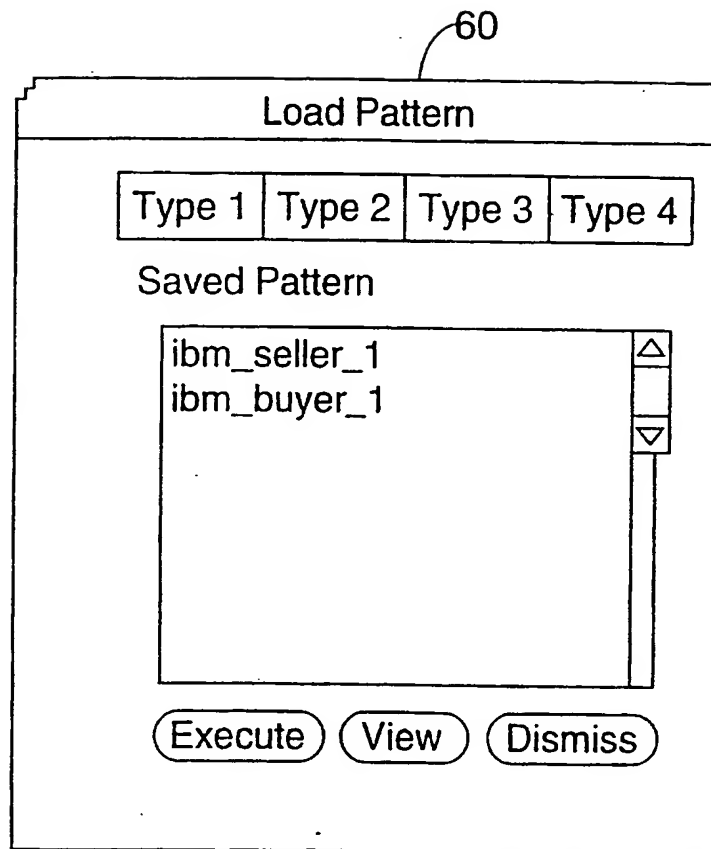 60
Load Pattern
Type 1 Type 2 Type 3 Type 4
Saved Pattern
ibm_seller_1
ibm_buyer_1
Execute View Dismiss